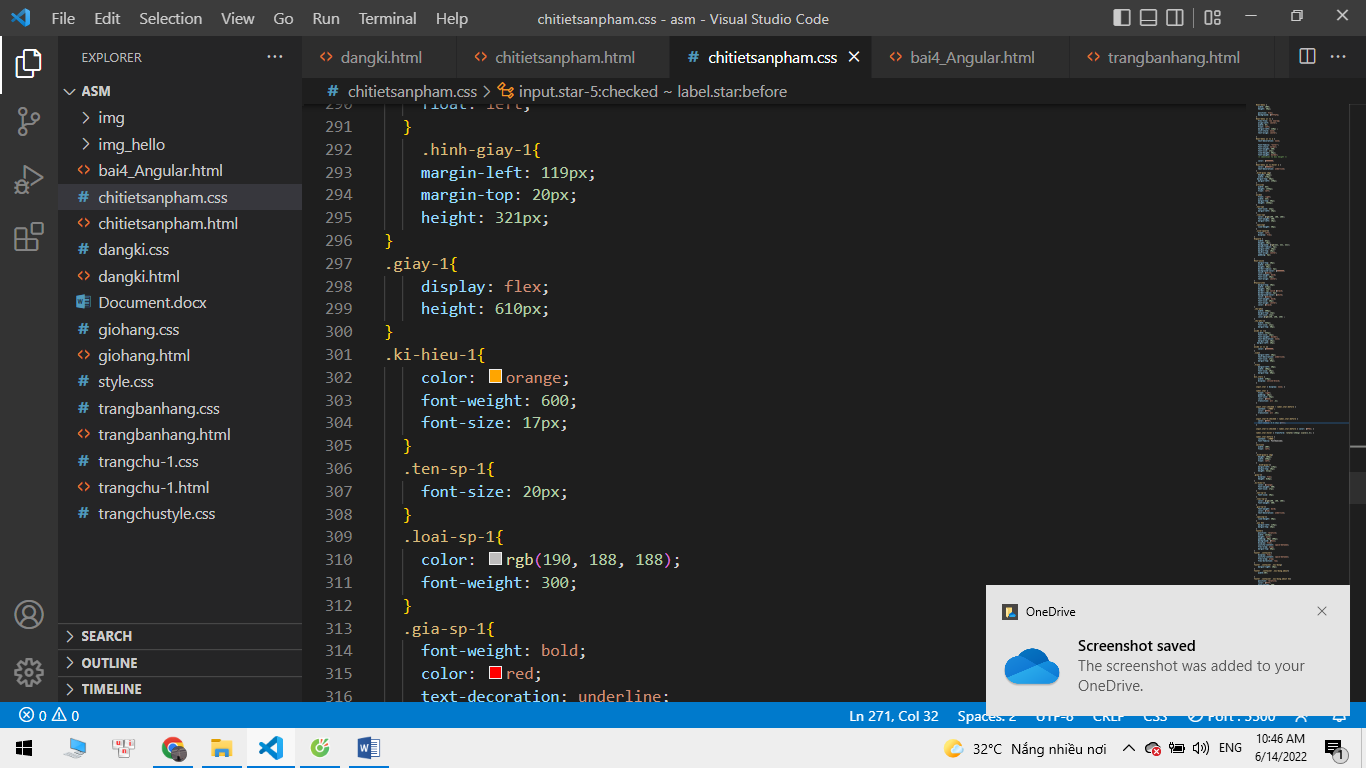 File Edit Selection View Go Run Terminal Help chitietsanpham.css - asm - Visual Studio Code
EXPLORER
dangki.html chitietsanpham.html chitietsanpham.css bai4_Angular.html trangbanhang.html
chitietsanpham.css > input.star-5:checked ~ label.star:before
ASM
img
img_hello
bai4_Angular.html
chitietsanpham.css
chitietsanpham.html
dangki.css
dangki.html
Document.docx
giohang.css
giohang.html
style.css
trangbanhang.css
trangbanhang.html
trangchu-1.css
trangchu-1.html
trangchustyle.css
SEARCH
OUTLINE
TIMELINE
290 float: left;
291 }
292 .hinh-giay-1{
293 margin-left: 119px;
294 margin-top: 20px;
295 height: 321px;
296 }
297 .giay-1{
298 display: flex;
299 height: 610px;
300 }
301 .ki-hieu-1{
302 color: orange;
303 font-weight: 600;
304 font-size: 17px;
305 }
306 .ten-sp-1{
307 font-size: 20px;
308 }
309 .loai-sp-1{
310 color: rgb(190, 188, 188);
311 font-weight: 300;
312 }
313 .gia-sp-1{
314 font-weight: bold;
315 color: red;
316 text-decoration: underline;
OneDrive
Screenshot saved
The screenshot was added to your
OneDrive.
0 0 Ln 271, Col 32 Spaces: 2 UTF-8 CRLF CSS Port : 5500
32°C Nắng nhiều nơi ENG 10:46 AM
6/14/2022
1